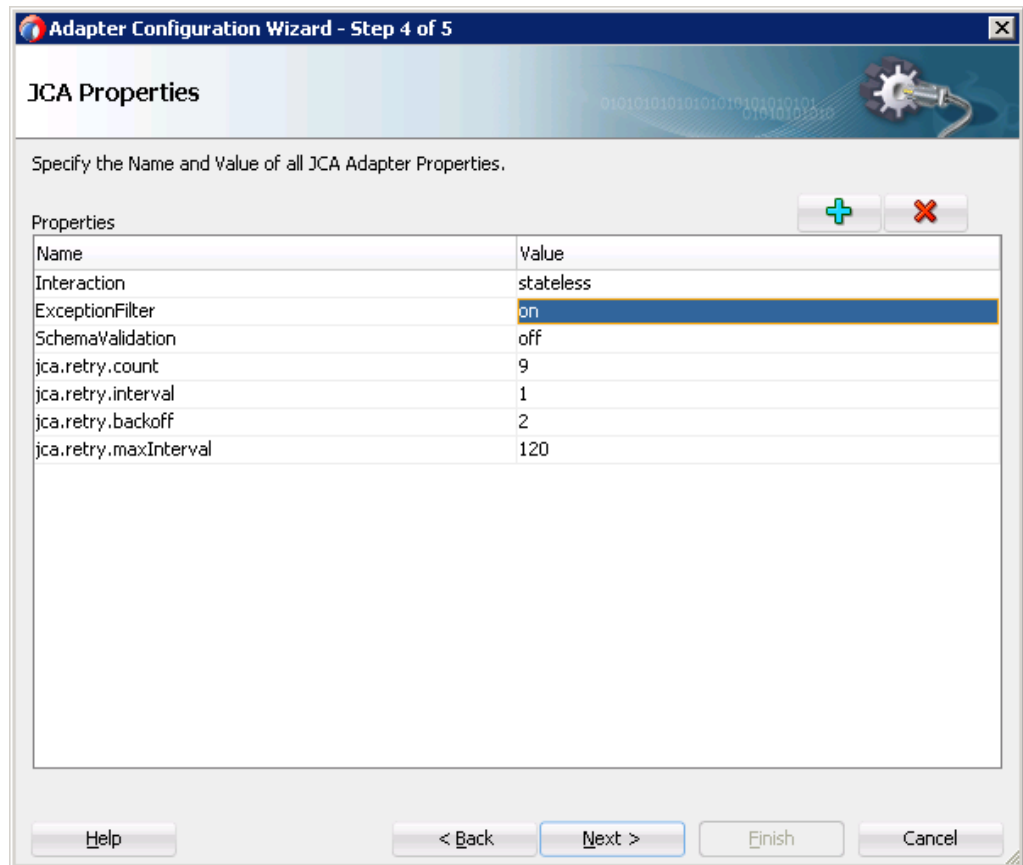 Adapter Configuration Wizard - Step 4 of 5
JCA Properties
Specify the Name and Value of all JCA Adapter Properties.
Properties
Name Value
Interaction stateless
ExceptionFilter on
SchemaValidation off
jca.retry.count 9
jca.retry.interval 1
jca.retry.backoff 2
jca.retry.maxInterval 120
Help < Back Next > Finish Cancel